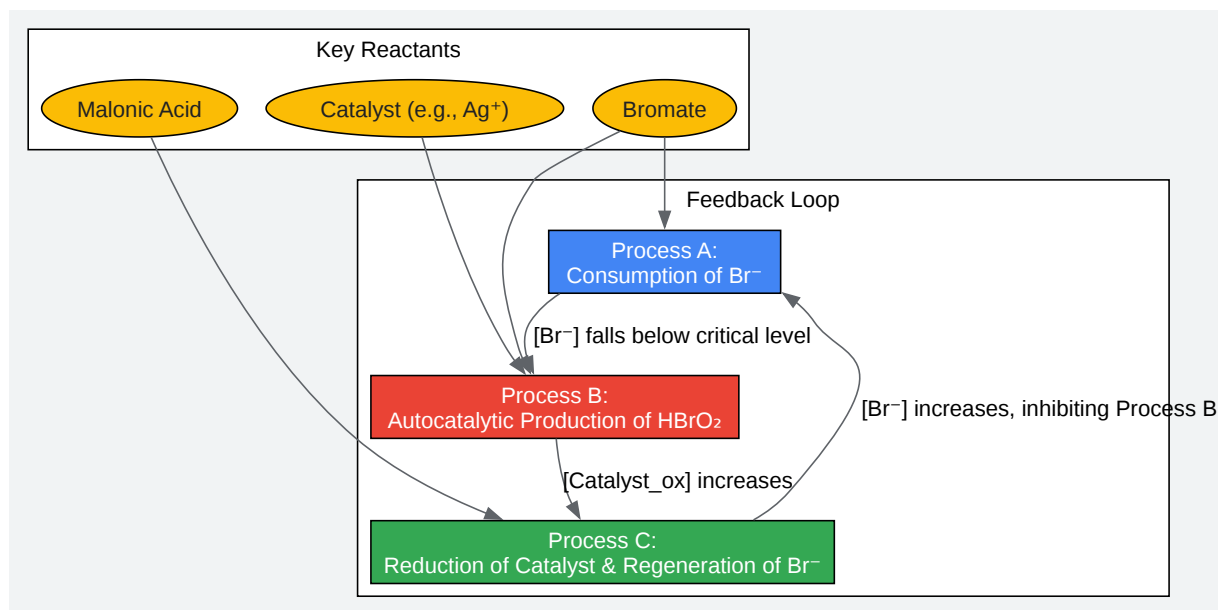 Key Reactants
Malonic Acid
Catalyst (e.g., Ag⁺)
Bromate
Feedback Loop
Process A:
Consumption of Br⁻
[Br⁻] falls below critical level
Process B:
Autocatalytic Production of HBrO₂
[Br⁻] increases, inhibiting Process B
[Catalyst_ox] increases
Process C:
Reduction of Catalyst & Regeneration of Br⁻